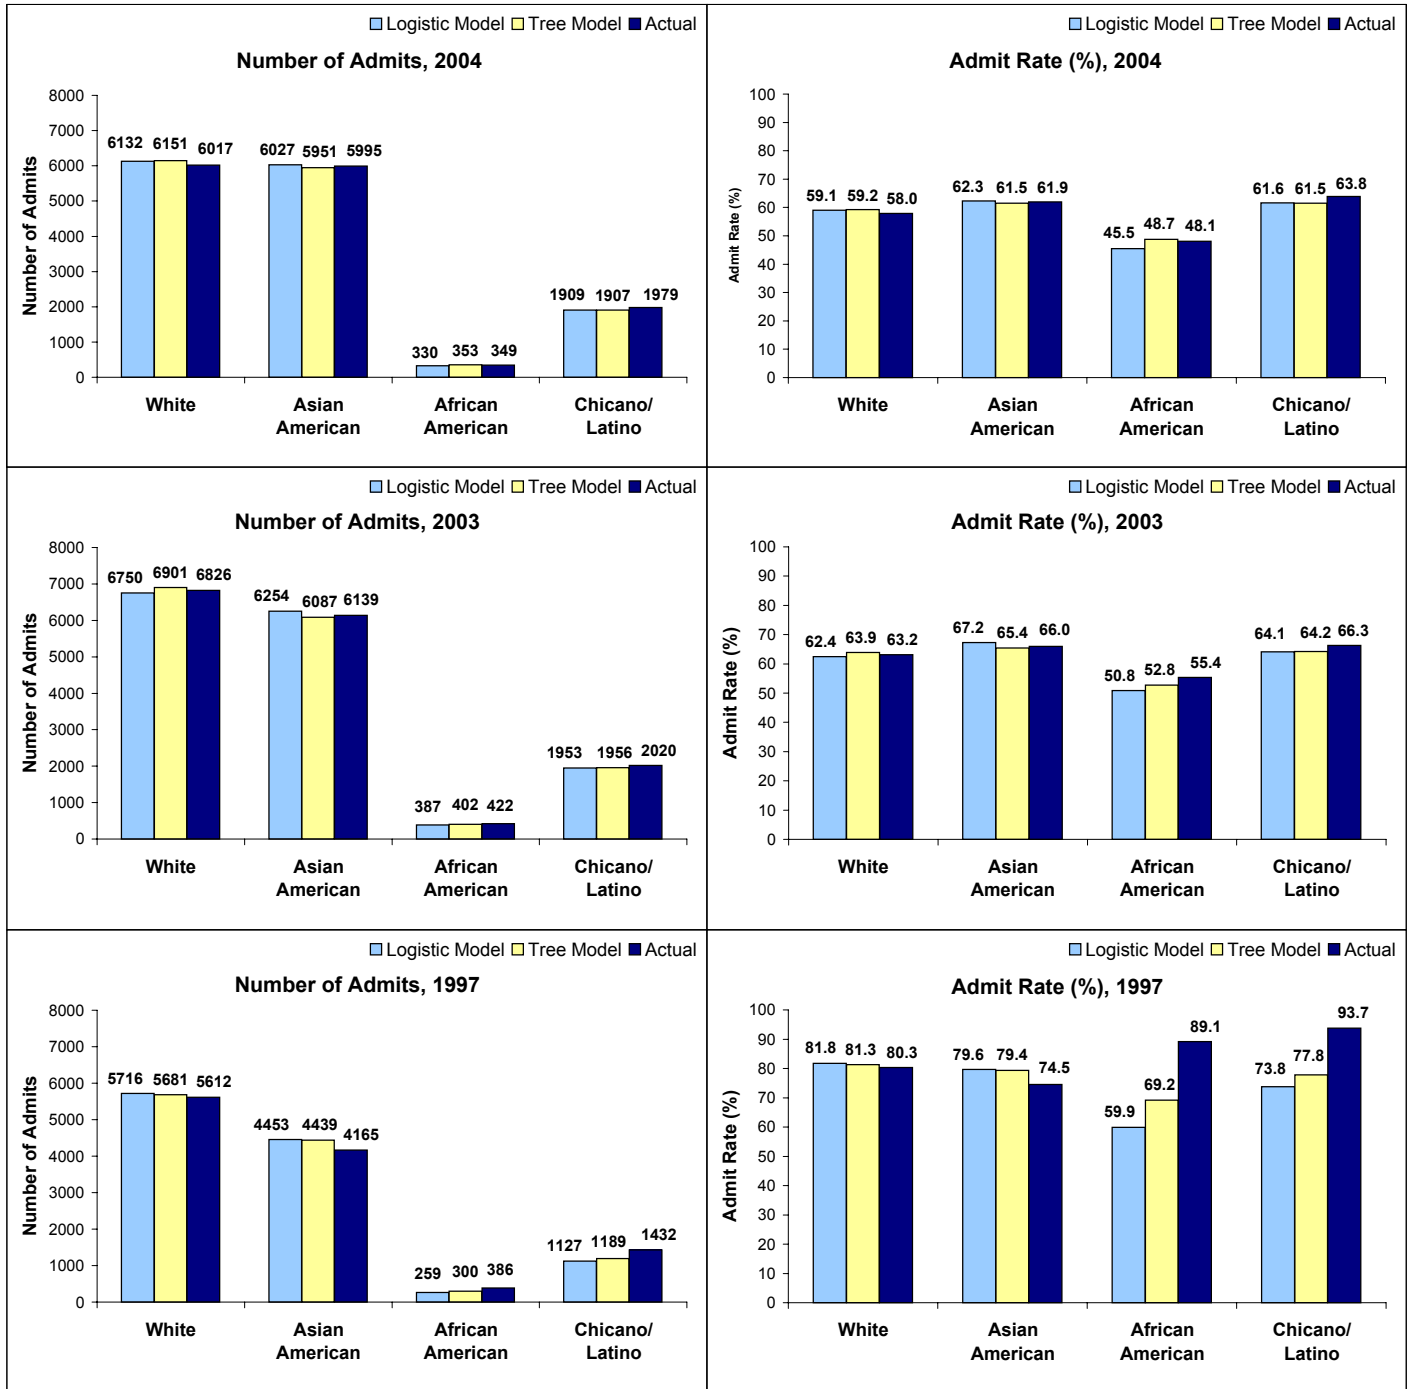 Logistic Model Tree Model Actual
Number of Admits, 2004
Number of Admits
8000
7000
6000
5000
4000
3000
2000
1000
0
6132 6151 6017 6027 5951 5995 330 353 349 1909 1907 1979
White Asian African Chicano/
American American Latino
Logistic Model Tree Model Actual
Admit Rate (%), 2004
Admit Rate (%)
100
90
80
70
60
50
40
30
20
10
0
59.1 59.2 58.0 62.3 61.5 61.9 45.5 48.7 48.1 61.6 61.5 63.8
White Asian African Chicano/
American American Latino
Logistic Model Tree Model Actual
Number of Admits, 2003
Number of Admits
8000
7000
6000
5000
4000
3000
2000
1000
0
6750 6901 6826 6254 6087 6139 387 402 422 1953 1956 2020
White Asian African Chicano/
American American Latino
Logistic Model Tree Model Actual
Admit Rate (%), 2003
Admit Rate (%)
100
90
80
70
60
50
40
30
20
10
0
62.4 63.9 63.2 67.2 65.4 66.0 50.8 52.8 55.4 64.1 64.2 66.3
White Asian African Chicano/
American American Latino
Logistic Model Tree Model Actual
Number of Admits, 1997
Number of Admits
8000
7000
6000
5000
4000
3000
2000
1000
0
5716 5681 5612 4453 4439 4165 259 300 386 1127 1189 1432
White Asian African Chicano/
American American Latino
Logistic Model Tree Model Actual
Admit Rate (%), 1997
Admit Rate (%)
100
90
80
70
60
50
40
30
20
10
0
81.8 81.3 80.3 79.6 79.4 74.5 59.9 69.2 89.1 73.8 77.8 93.7
White Asian African Chicano/
American American Latino